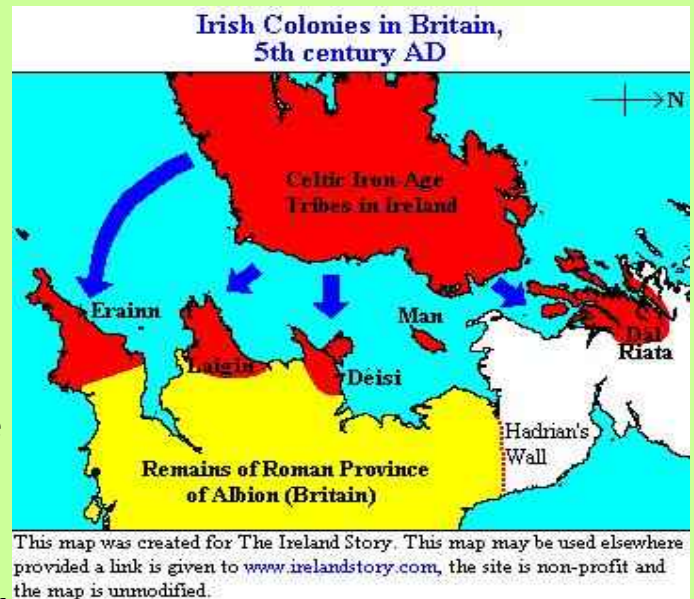 Irish Colonies in Britain,
5th century AD
N
Celtic Iron-Age
Tribes in Ireland
Erainn
Man
Dal
Riata
Laigin
Déisi
Hadrian's
Wall
Remains of Roman Province
of Albion (Britain)
This map was created for The Ireland Story. This map may be used elsewhere
provided a link is given to www.irelandstory.com, the site is non-profit and
the map is unmodified.